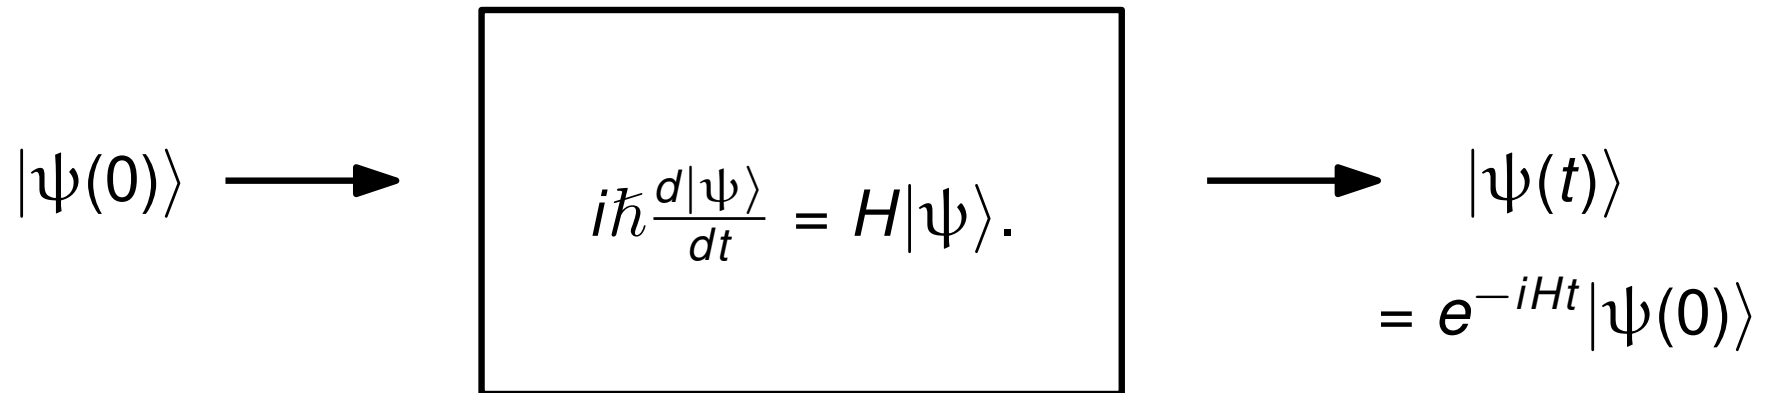 |ψ(0)⟩
iℏ d|ψ⟩/dt = H|ψ⟩.
|ψ(t)⟩
= e^{−iHt}|ψ(0)⟩